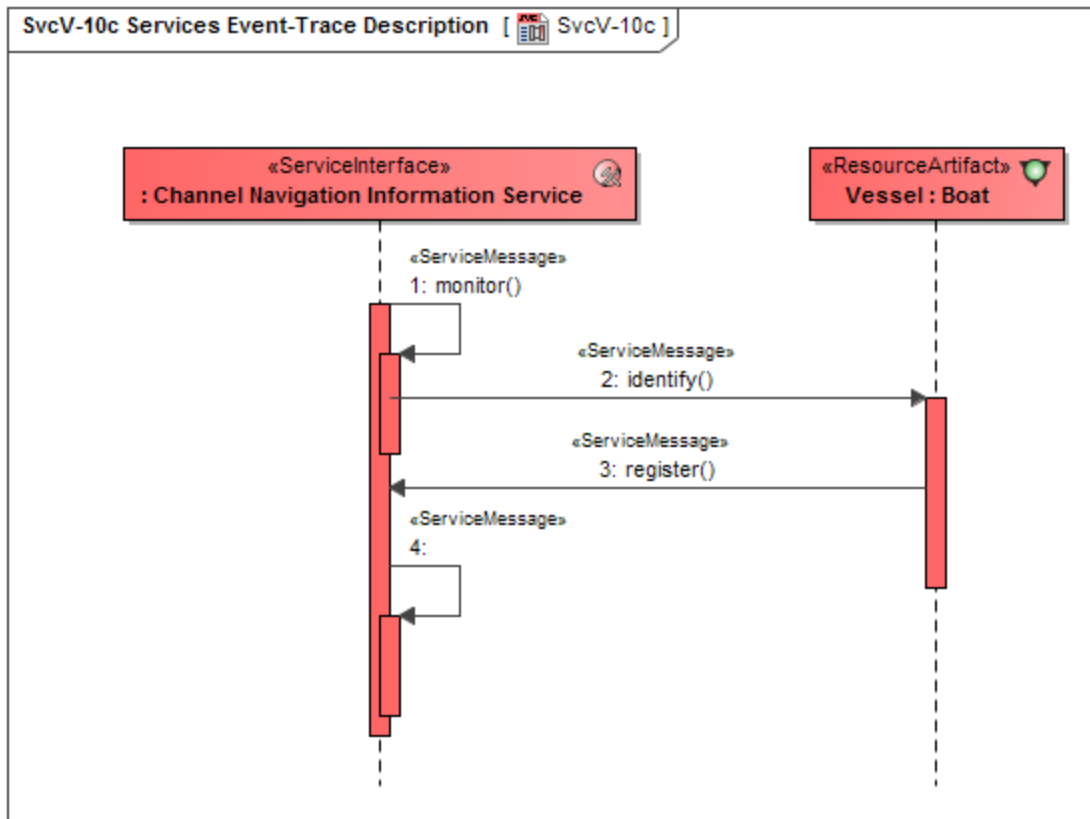 SvcV-10c Services Event-Trace Description [ SvcV-10c ]
«ServiceInterface»
: Channel Navigation Information Service
«ResourceArtifact»
Vessel : Boat
«ServiceMessage»
1: monitor()
«ServiceMessage»
2: identify()
«ServiceMessage»
3: register()
«ServiceMessage»
4: